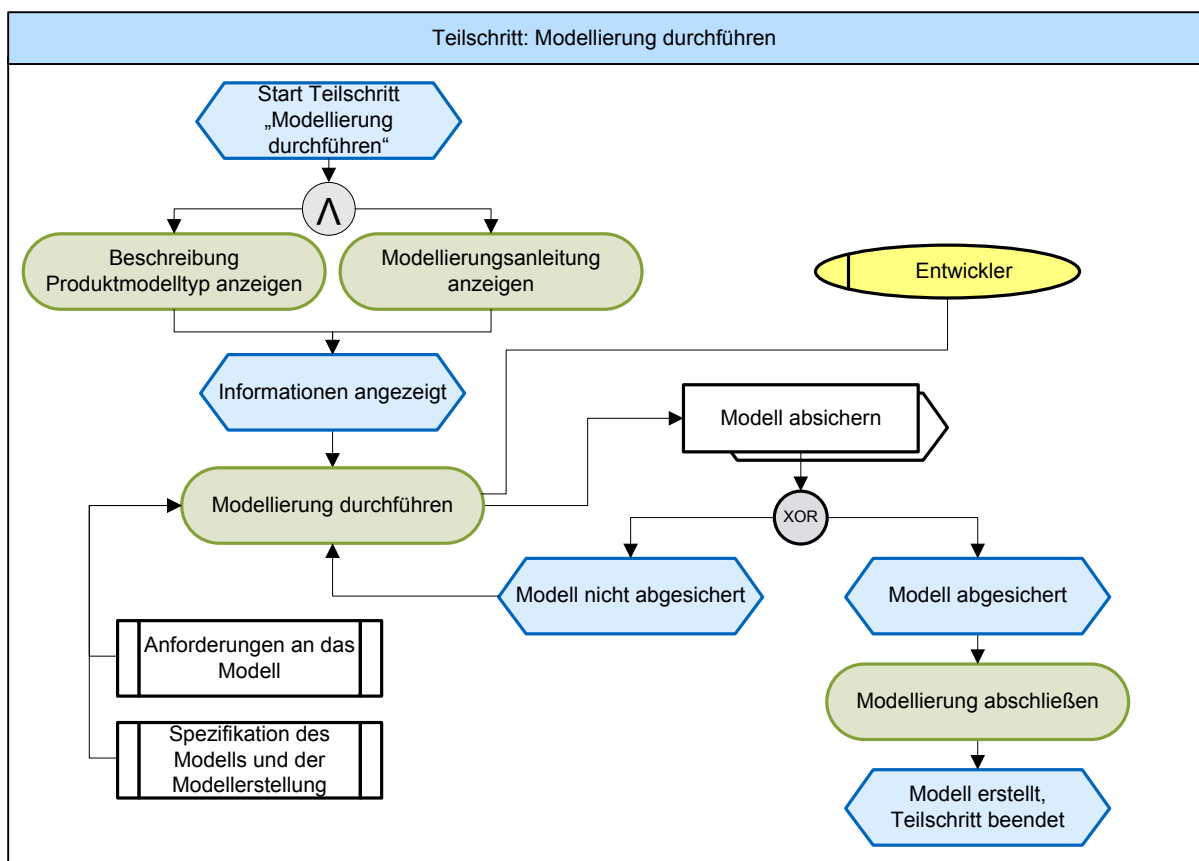 Teilschritt: Modellierung durchführen
Start Teilschritt
„Modellierung
durchführen“
⋀
Beschreibung
Produktmodelltyp anzeigen
Modellierungsanleitung
anzeigen
Entwickler
Informationen angezeigt
Modell absichern
Modellierung durchführen
XOR
Modell nicht abgesichert
Modell abgesichert
Anforderungen an das
Modell
Modellierung abschließen
Spezifikation des
Modells und der
Modellerstellung
Modell erstellt,
Teilschritt beendet